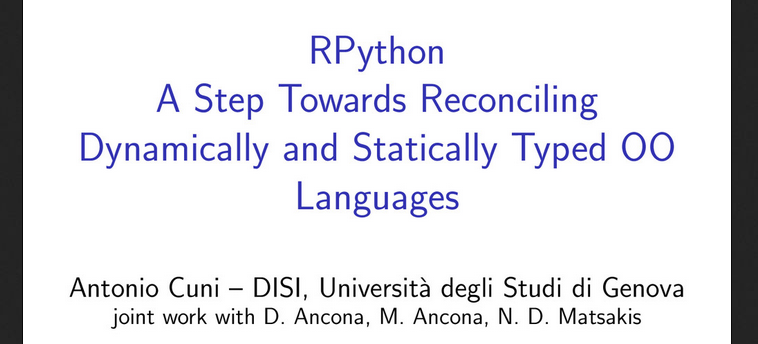 RPython
A Step Towards Reconciling
Dynamically and Statically Typed OO
Languages
Antonio Cuni – DISI, Università degli Studi di Genova
joint work with D. Ancona, M. Ancona, N. D. Matsakis